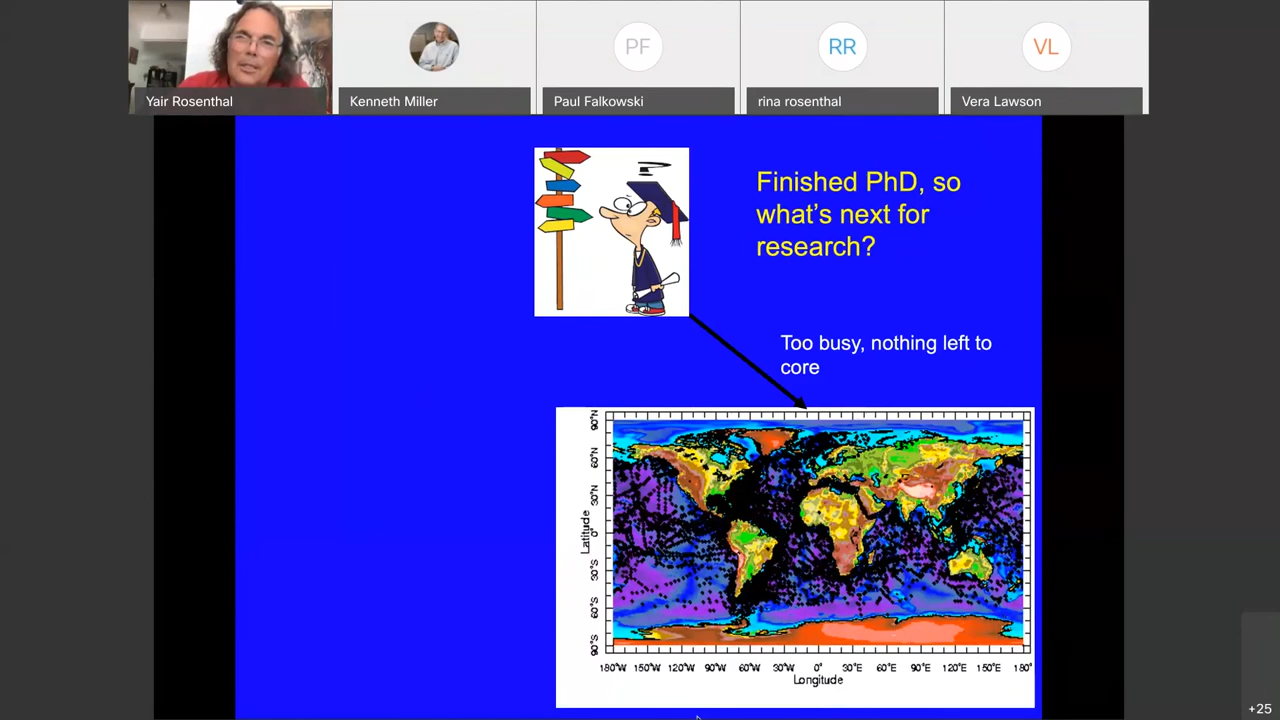 PF
RR
VL
Yair Rosenthal
Kenneth Miller
Paul Falkowski
rina rosenthal
Vera Lawson
Finished PhD, so
what’s next for
research?
Too busy, nothing left to
core
90°N
60°N
30°N
0°
30°S
60°S
90°S
Latitude
180°W 150°W 120°W 90°W 60°W 30°W 0° 30°E 60°E 90°E 120°E 150°E 180°
Longitude
+25